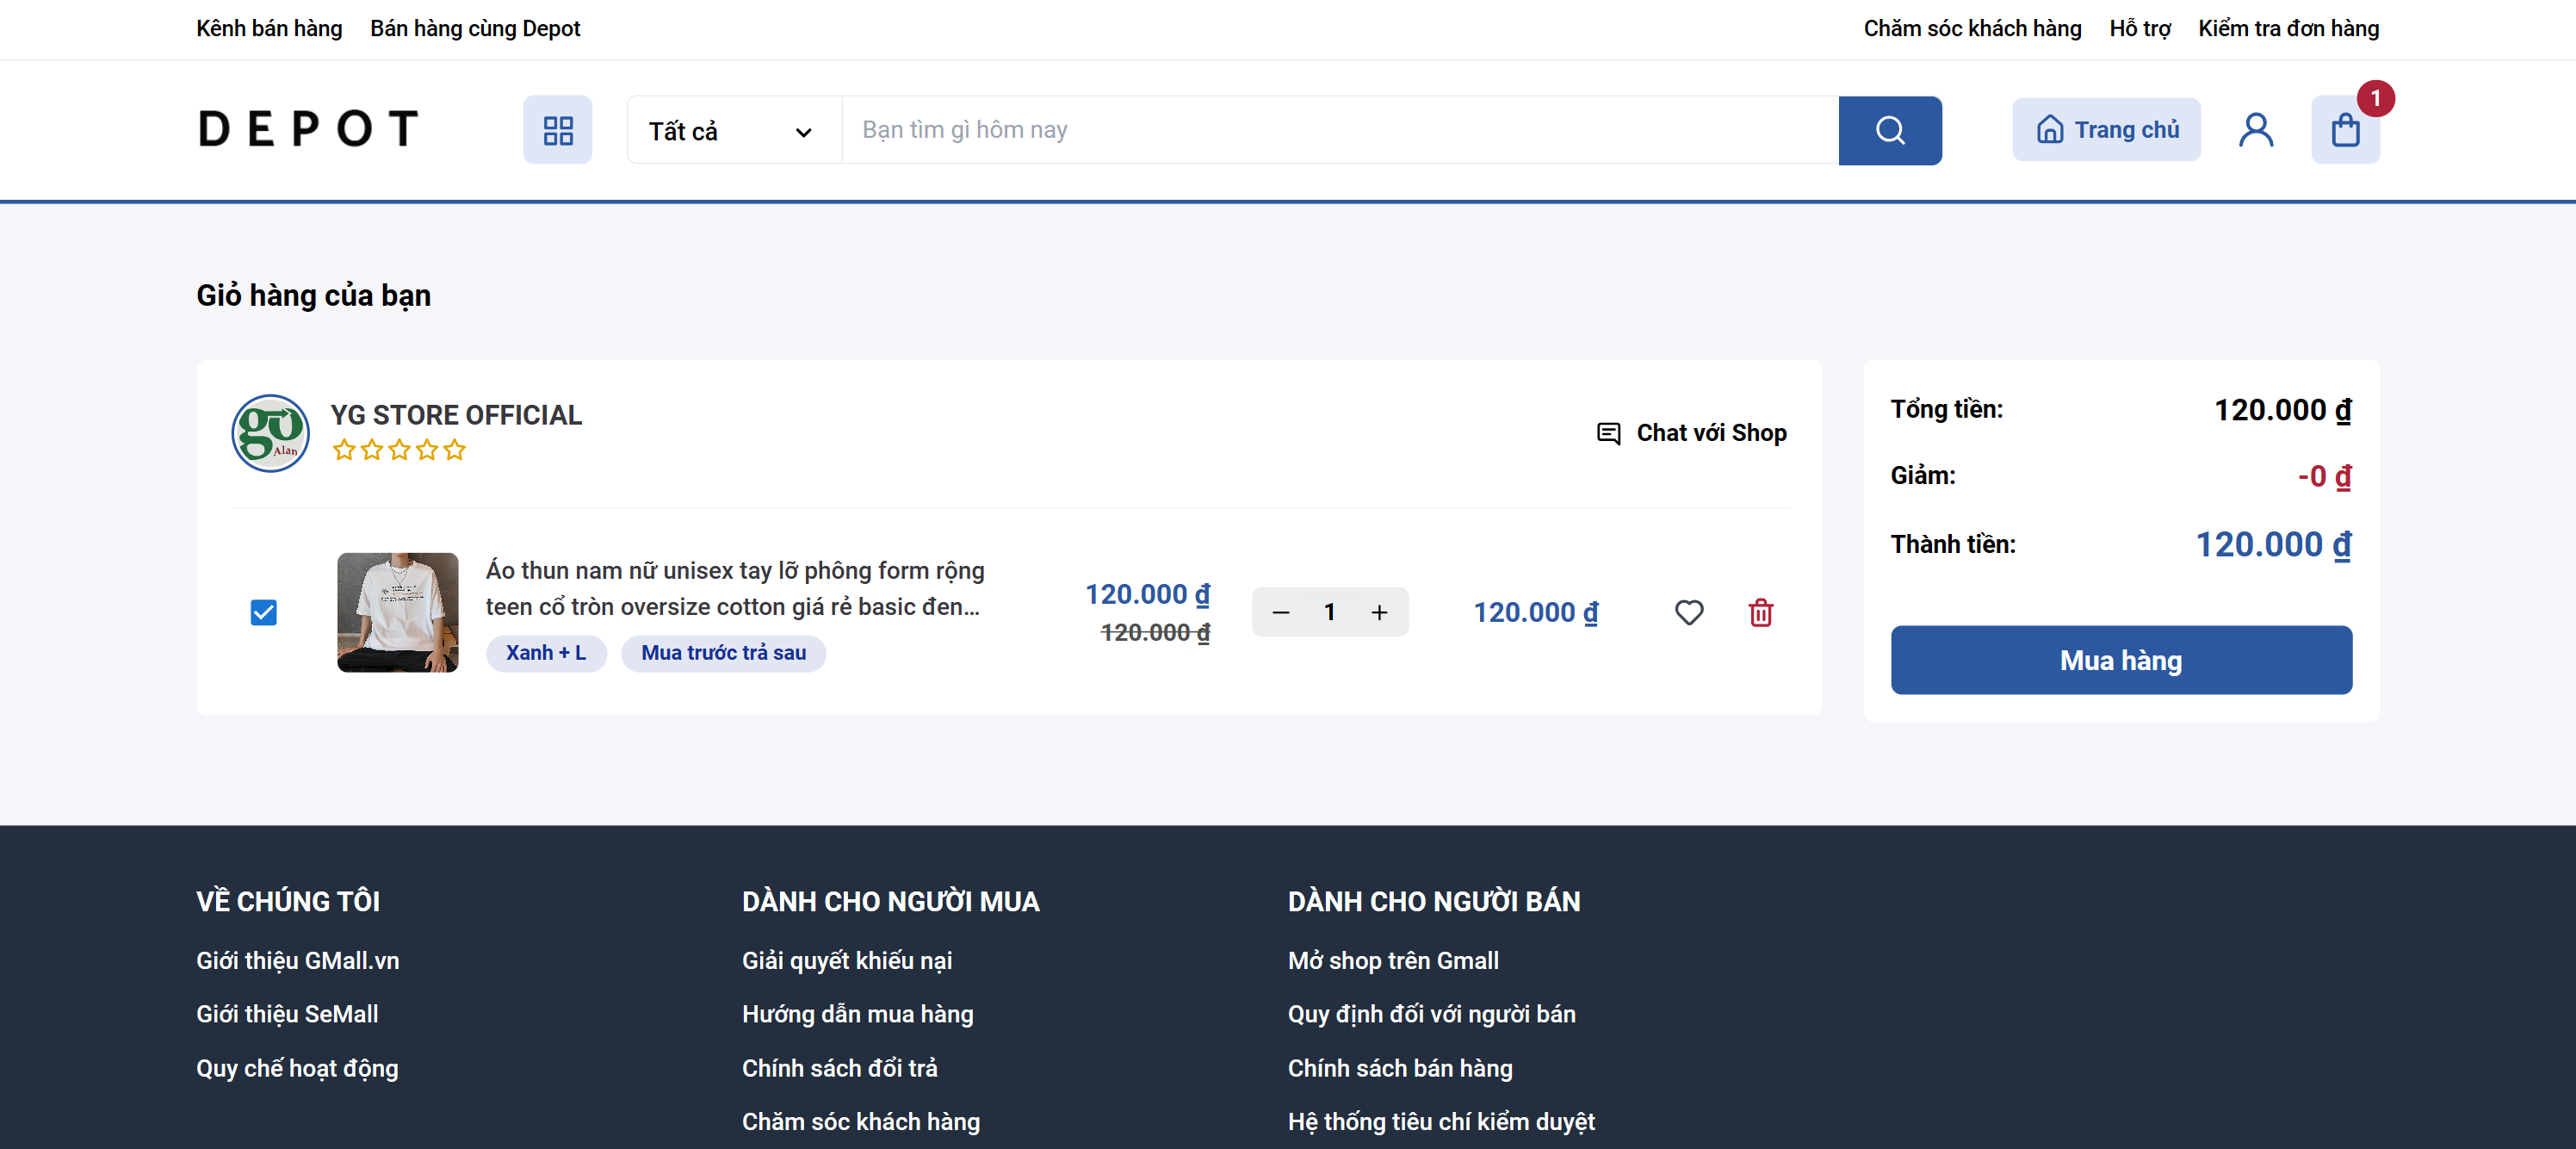 Kênh bán hàng Bán hàng cùng Depot Chăm sóc khách hàng Hỗ trợ Kiểm tra đơn hàng
DEPOT Tất cả Bạn tìm gì hôm nay Trang chủ 1
Giỏ hàng của bạn
YG STORE OFFICIAL
go
Alan
Chat với Shop
Áo thun nam nữ unisex tay lỡ phông form rộng
teen cổ tròn oversize cotton giá rẻ basic đen...
Xanh + L Mua trước trả sau
120.000 ₫
120.000 ₫
1
120.000 ₫
Tổng tiền: 120.000 ₫
Giảm: -0 ₫
Thành tiền: 120.000 ₫
Mua hàng
VỀ CHÚNG TÔI
Giới thiệu GMall.vn
Giới thiệu SeMall
Quy chế hoạt động
DÀNH CHO NGƯỜI MUA
Giải quyết khiếu nại
Hướng dẫn mua hàng
Chính sách đổi trả
Chăm sóc khách hàng
DÀNH CHO NGƯỜI BÁN
Mở shop trên Gmall
Quy định đối với người bán
Chính sách bán hàng
Hệ thống tiêu chí kiểm duyệt